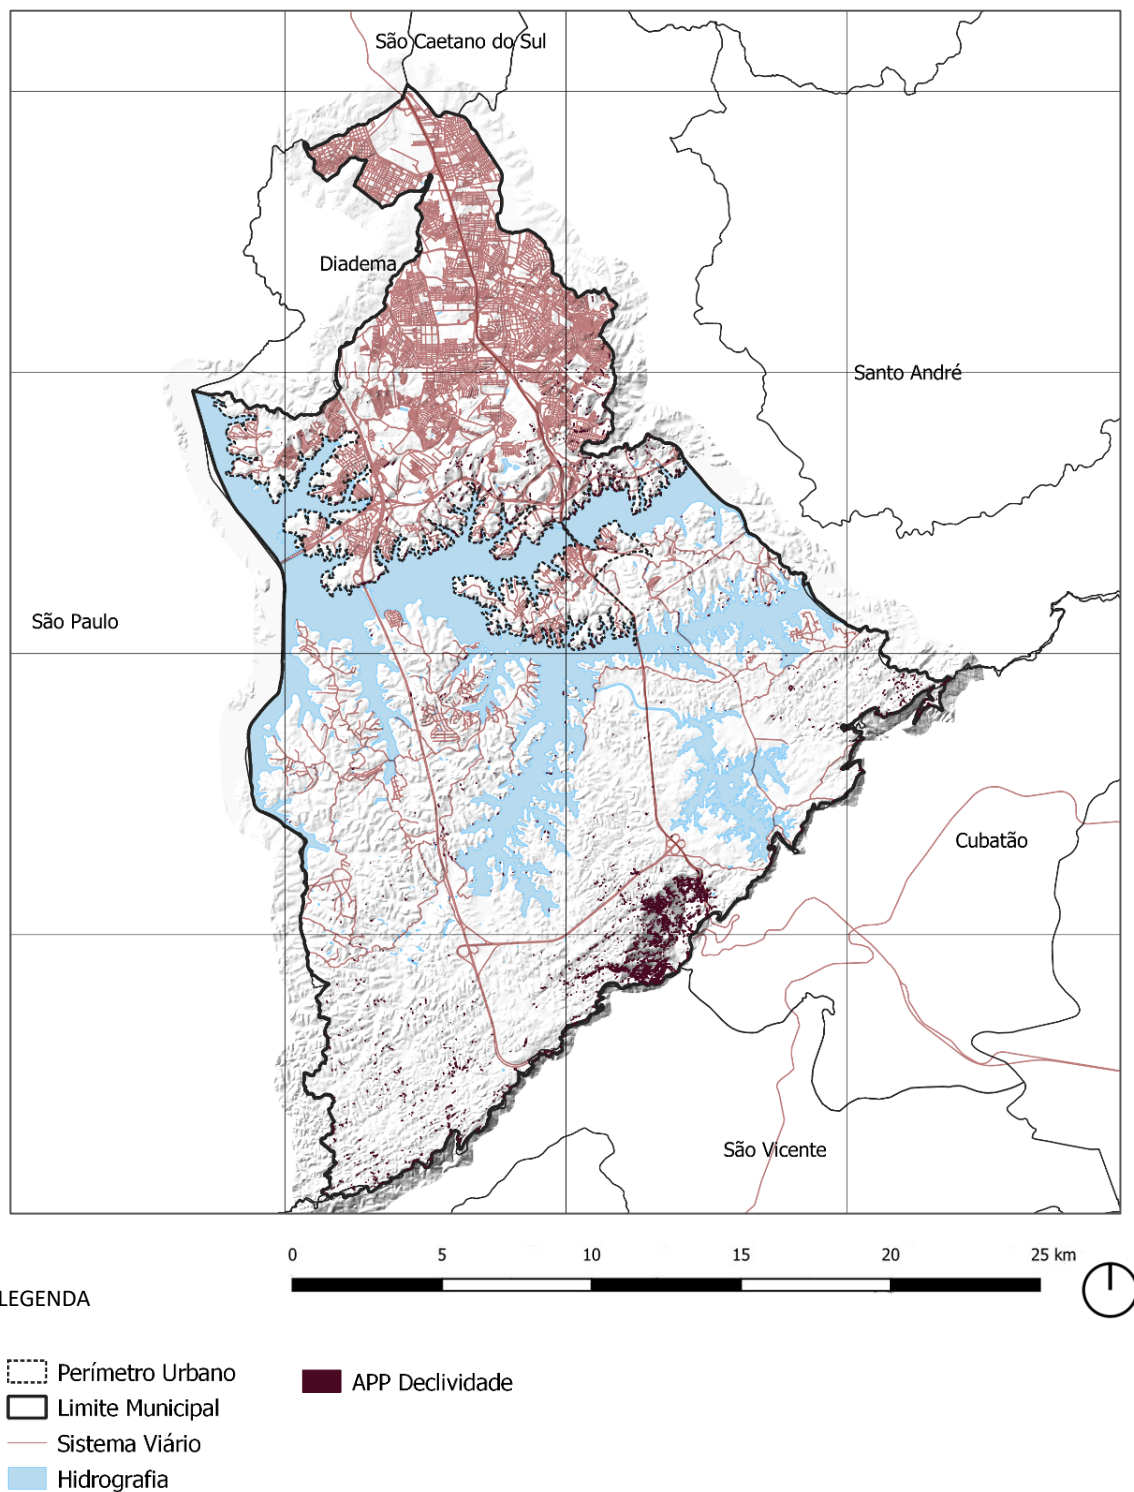 São Caetano do Sul
Diadema
Santo André
São Paulo
Cubatão
São Vicente
0 5 10 15 20 25 km
LEGENDA
Perímetro Urbano
Limite Municipal
Sistema Viário
Hidrografia
APP Declividade